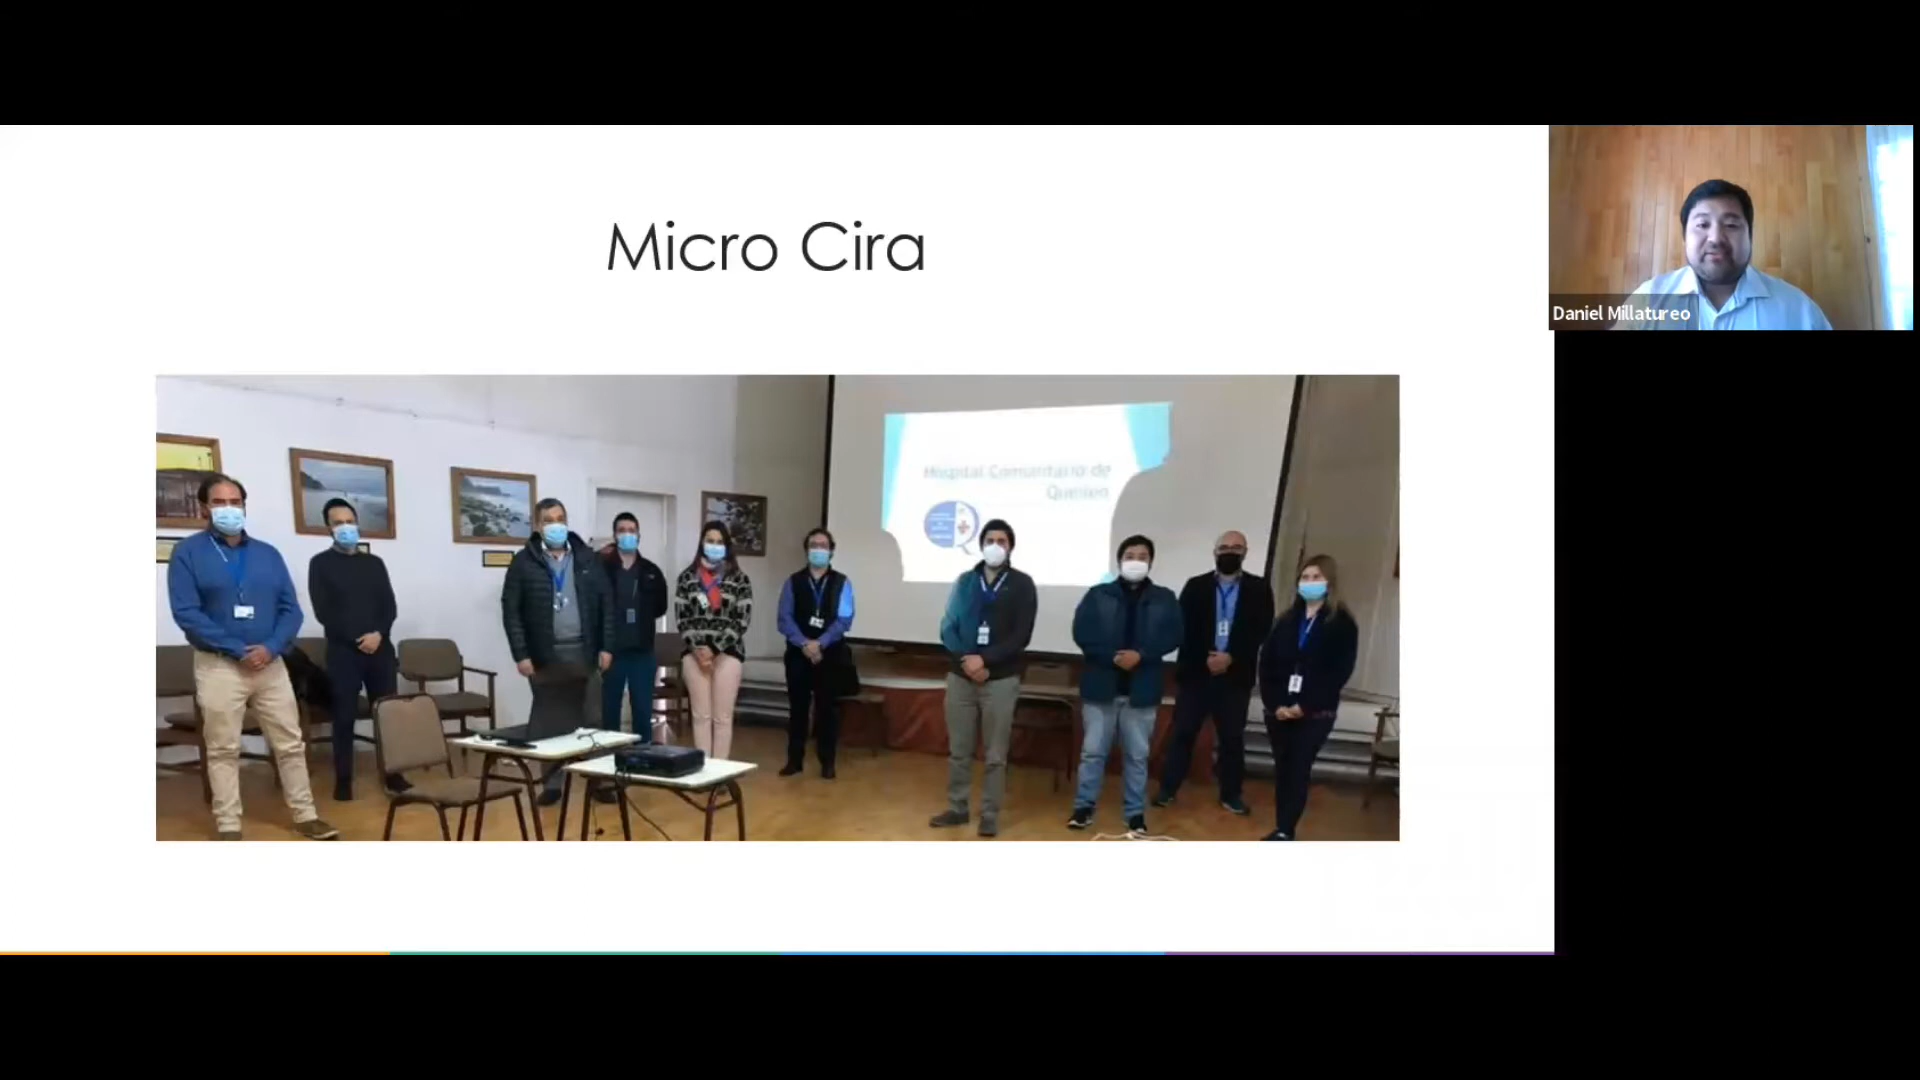 Micro Cira
Daniel Millatureo
Hospital Comunitario de
Queilen